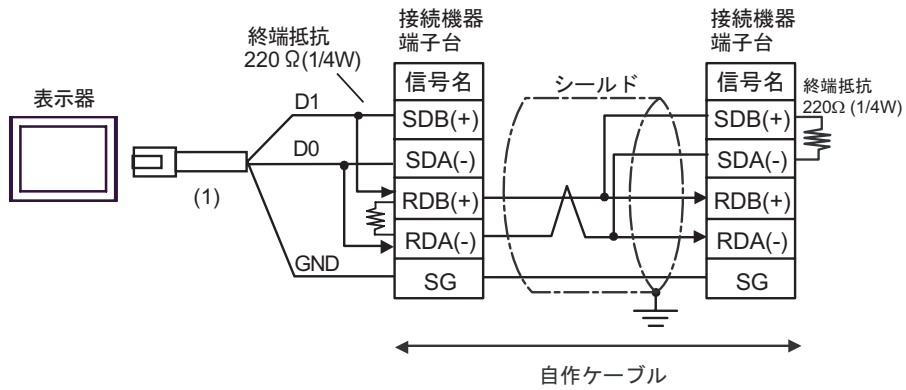 表示器
(1)
終端抵抗
220 Ω(1/4W)
D1
D0
GND
接続機器
端子台
信号名
SDB(+)
SDA(-)
RDB(+)
RDA(-)
SG
シールド
接続機器
端子台
信号名
SDB(+)
SDA(-)
RDB(+)
RDA(-)
SG
終端抵抗
220Ω (1/4W)
自作ケーブル